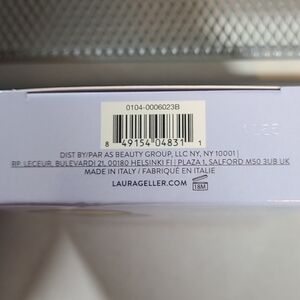 0104-0006023B
8 49154 04831 1
DIST BY/PAR AS BEAUTY GROUP, LLC NY, NY 10001 |
RP: LECEUR, BULEVARDI 21, 00180 HELSINKI FI | PLAZA 1, SALFORD M50 3UB UK
MADE IN ITALY / FABRIQUÉ EN ITALIE
LAURAGELLER.COM
18M